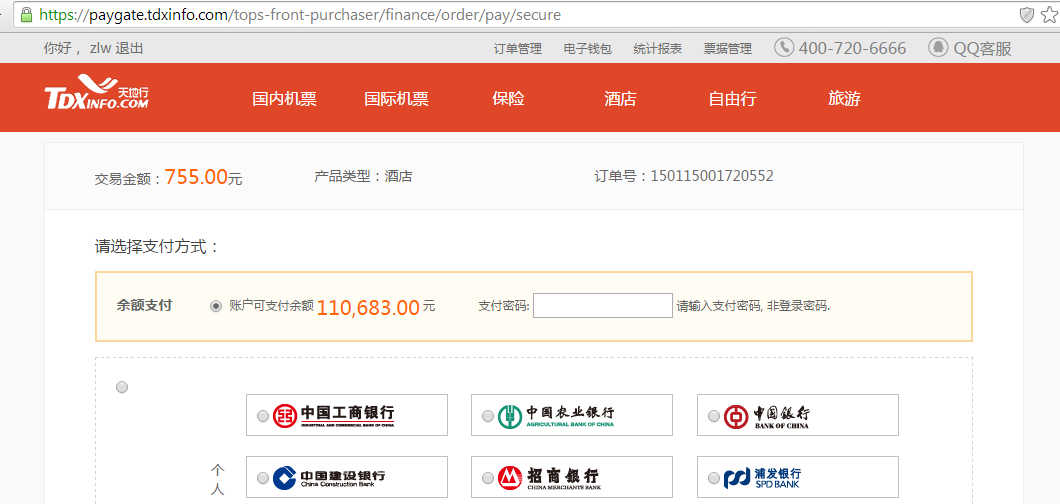 https://paygate.tdxinfo.com/tops-front-purchaser/finance/order/pay/secure
你好， zlw 退出 订单管理 电子钱包 统计报表 票据管理 400-720-6666 QQ客服
TDXINFO.COM 天地行 国内机票 国际机票 保险 酒店 自由行 旅游
交易金额：755.00元 产品类型：酒店 订单号：150115001720552
请选择支付方式：
余额支付 账户可支付余额 110,683.00 元 支付密码: 请输入支付密码, 非登录密码.
中国工商银行 INDUSTRIAL AND COMMERCIAL BANK OF CHINA 中国农业银行 AGRICULTURAL BANK OF CHINA 中国银行 BANK OF CHINA
个人
中国建设银行 China Construction Bank 招商银行 CHINA MERCHANTS BANK 浦发银行 SPD BANK